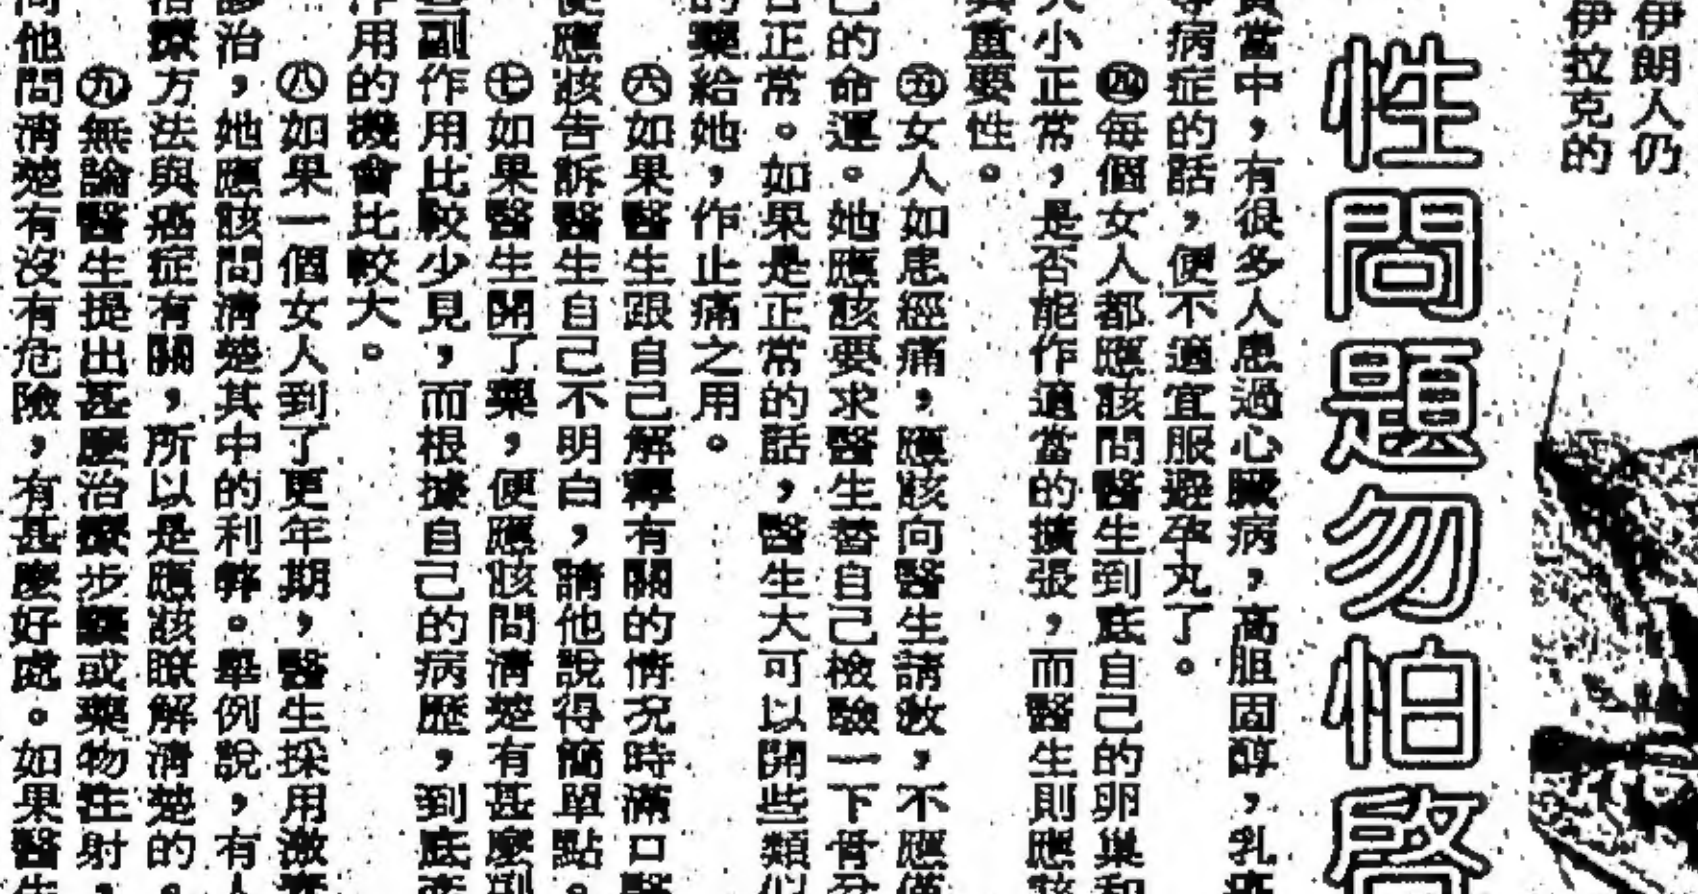 伊朗人仍
伊拉克的
性問題勿怕啓
當中，有很多人患過心臟病，高胆固醇，乳
病症的話，便不適宜服避孕丸了。
㊃每個女人都應該問醫生到底自己的卵巢和
大小正常，是否能作適當的擴張，而醫生則應該
重要性。
㊄女人如患經痛，應該向醫生請教，不應僅
己的命運。她應該要求醫生替自己檢驗一下骨盆
否正常。如果是正常的話，醫生大可以開些類似
的藥給她，作止痛之用。
㊅如果醫生跟自己解釋有關的情況時滿口醫
便應該告訴醫生自己不明白，請他說得簡單點。
㊆如果醫生開了藥，便應該問清楚有甚麼副
些副作用比較少見，而根據自己的病歷，到底產
作用的機會比較大。
㊇如果一個女人到了更年期，醫生採用激素
診治，她應該問清楚其中的利弊。舉例說，有人
治療方法與癌症有關，所以是應該瞭解清楚的。
㊈無論醫生提出甚麼治療步驟或藥物注射，
問他問清楚有沒有危險，有甚麼好處。如果醫生